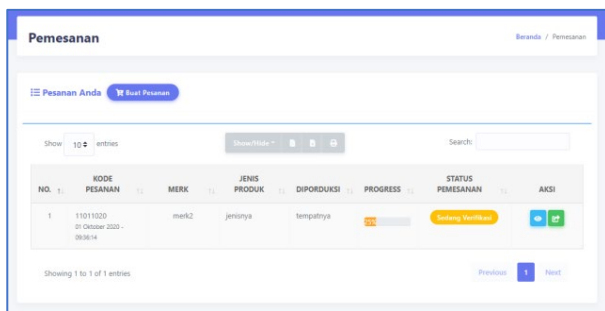 Pemesanan
Beranda / Pemesanan
Pesanan Anda Buat Pesanan
Show 10 entries Show/Hide Search:
NO. KODE PESANAN MERK JENIS PRODUK DIPORDUKSI PROGRESS STATUS PEMESANAN AKSI
1 11011020 merk2 jenisnya tempatnya 25% Sedang Verifikasi
01 Oktober 2020 -
09:56:14
Showing 1 to 1 of 1 entries
Previous 1 Next